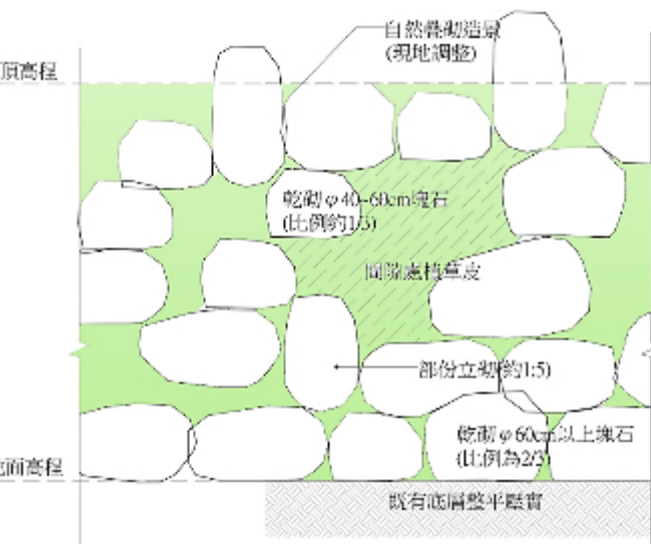 自然疊砌造景
(現地調整)
頂高程
乾砌φ40~60cm塊石
(比例約1/3)
間隙處植草皮
部份立砌(約1:5)
乾砌φ60cm以上塊石
(比例為2/3)
面高程
既有底層整平壓實